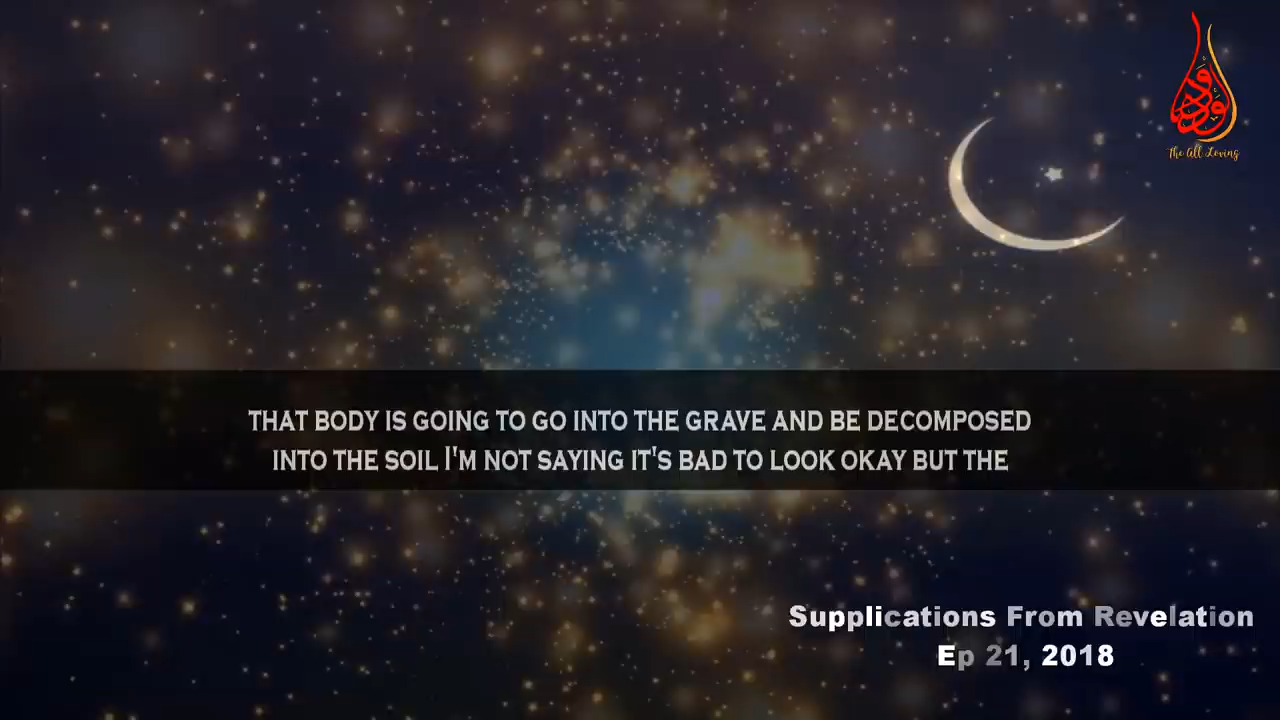 ودود
The All Loving
THAT BODY IS GOING TO GO INTO THE GRAVE AND BE DECOMPOSED
INTO THE SOIL I'M NOT SAYING IT'S BAD TO LOOK OKAY BUT THE
Supplications From Revelation
Ep 21, 2018